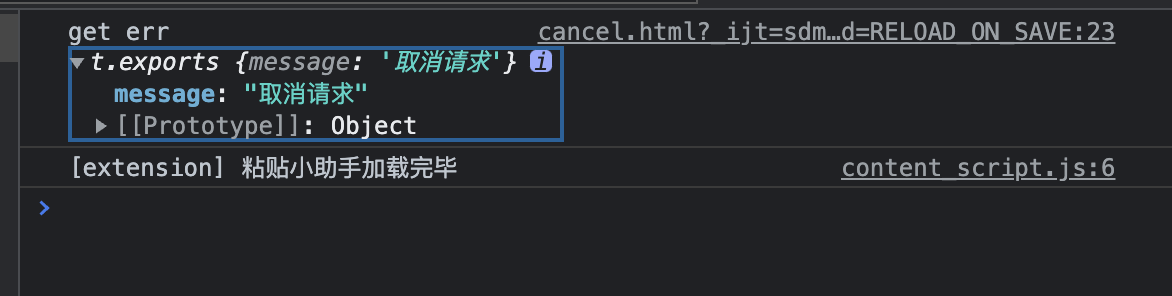 get err cancel.html?_ijt=sdm…d=RELOAD_ON_SAVE:23
▼t.exports {message: '取消请求'} i
message: "取消请求"
▶[[Prototype]]: Object
[extension] 粘贴小助手加载完毕 content_script.js:6